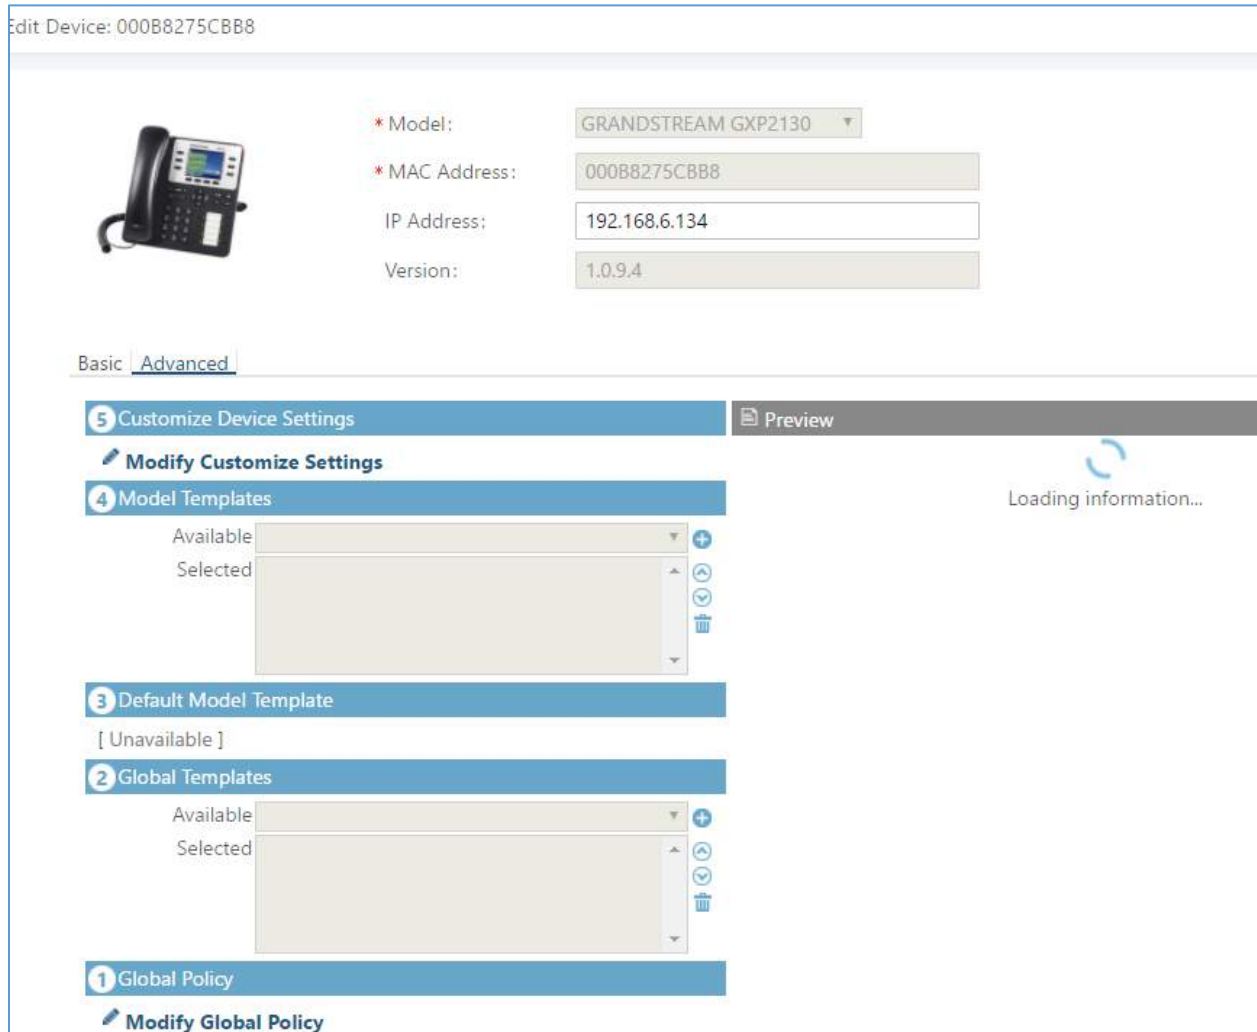 Edit Device: 000B8275CBB8
* Model: GRANDSTREAM GXP2130
* MAC Address: 000B8275CBB8
IP Address: 192.168.6.134
Version: 1.0.9.4
Basic Advanced
5 Customize Device Settings
Preview
Modify Customize Settings
Loading information...
4 Model Templates
Available
Selected
3 Default Model Template
[ Unavailable ]
2 Global Templates
Available
Selected
1 Global Policy
Modify Global Policy